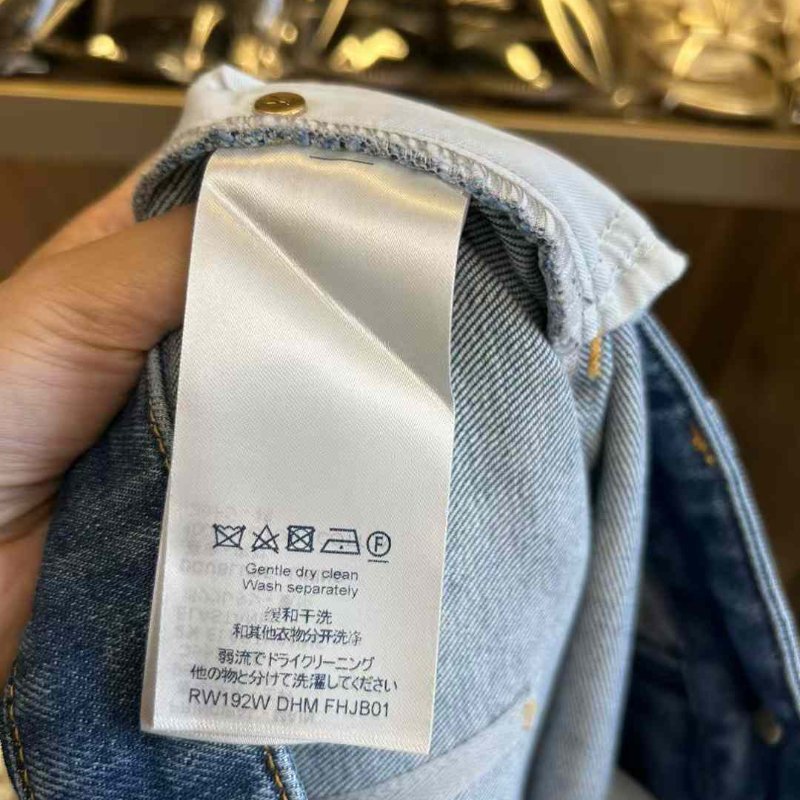 F
Gentle dry clean
Wash separately
缓和干洗
和其他衣物分开洗净
弱流でドライクリーニング
他の物と分けて洗濯してください
RW192W DHM FHJB01